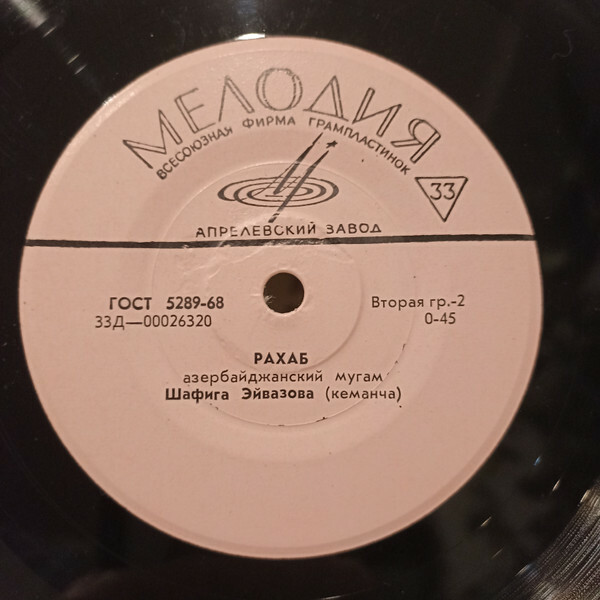 МЕЛОДИЯ
ВСЕСОЮЗНАЯ ФИРМА ГРАМПЛАСТИНОК
33
АПРЕЛЕВСКИЙ ЗАВОД
ГОСТ 5289-68
Вторая гр.-2
33Д—00026320
0-45
РАХАБ
азербайджанский мугам
Шафига Эйвазова (кеманча)